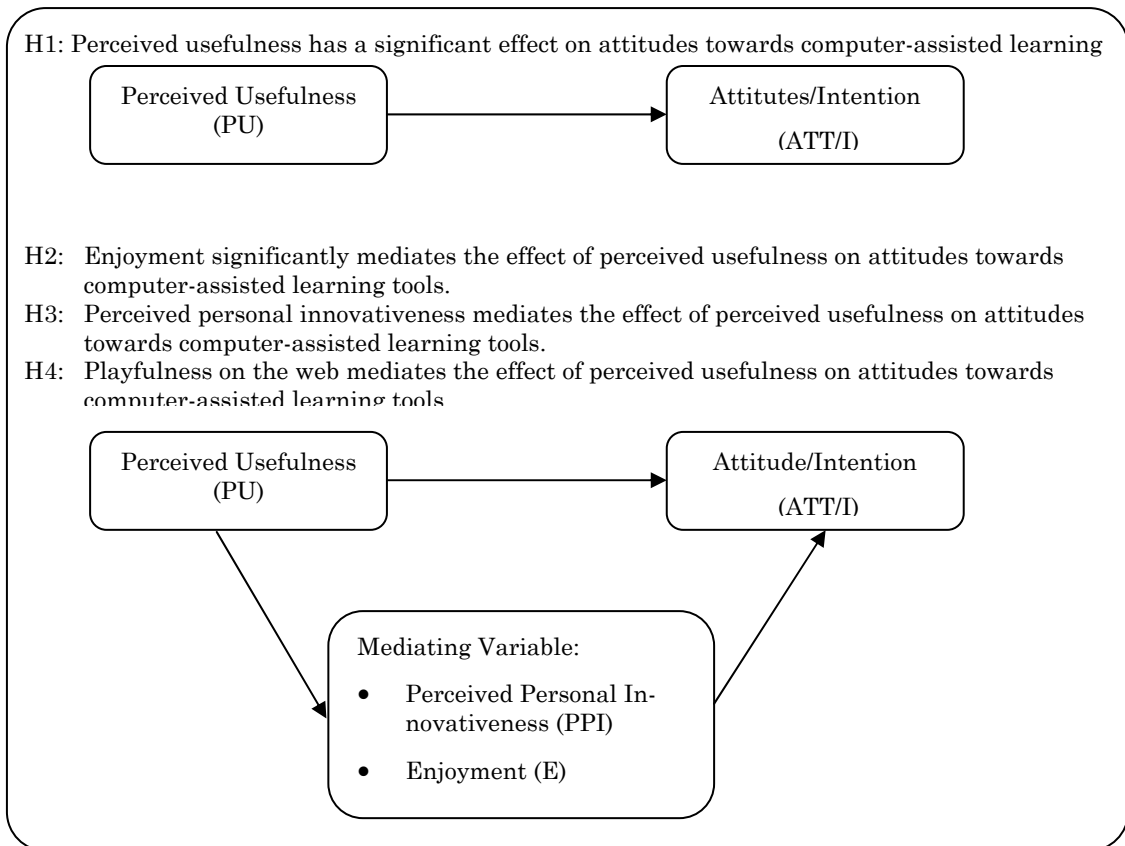 H1: Perceived usefulness has a significant effect on attitudes towards computer-assisted learning
Perceived Usefulness
(PU)
Attitutes/Intention
(ATT/I)
H2: Enjoyment significantly mediates the effect of perceived usefulness on attitudes towards
computer-assisted learning tools.
H3: Perceived personal innovativeness mediates the effect of perceived usefulness on attitudes
towards computer-assisted learning tools.
H4: Playfulness on the web mediates the effect of perceived usefulness on attitudes towards
computer-assisted learning tools
Perceived Usefulness
(PU)
Attitude/Intention
(ATT/I)
Mediating Variable:
• Perceived Personal In-
novativeness (PPI)
• Enjoyment (E)